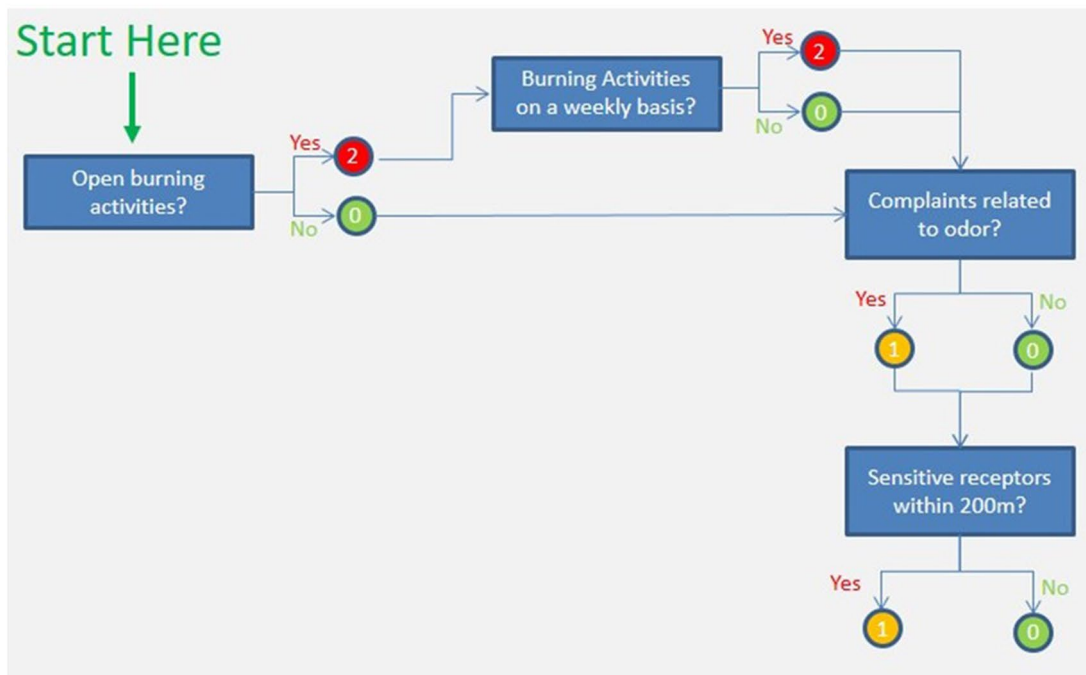 Start Here
Open burning
activities?
Yes
2
No
0
Burning Activities
on a weekly basis?
Yes
2
No
0
Complaints related
to odor?
Yes
1
No
0
Sensitive receptors
within 200m?
Yes
1
No
0